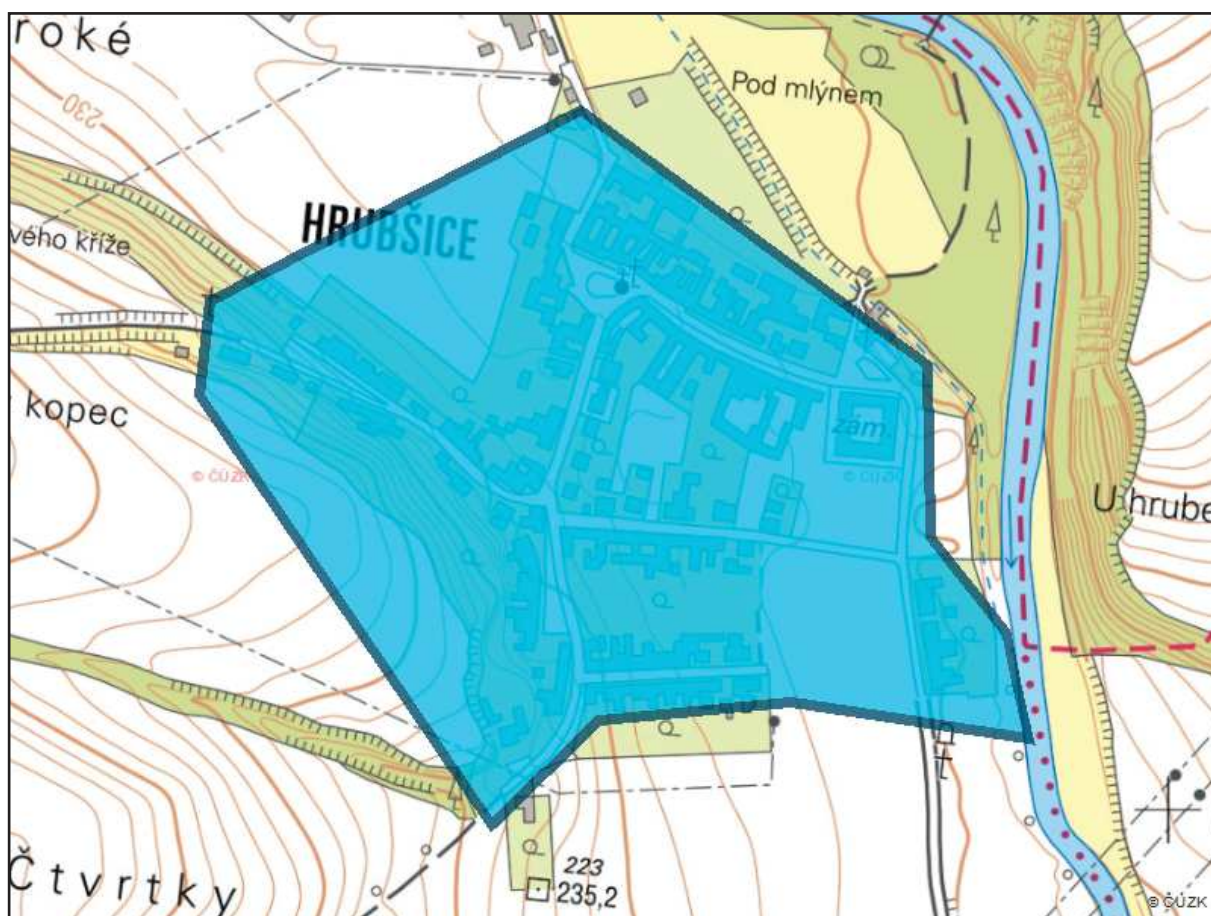 roké
Pod mlýnem
230
HRUBŠICE
vého kříže
kopec
zám.
© ČÚZK
© ČÚZK
U hrube
223
235,2
Čtvrtky
© ČÚZK